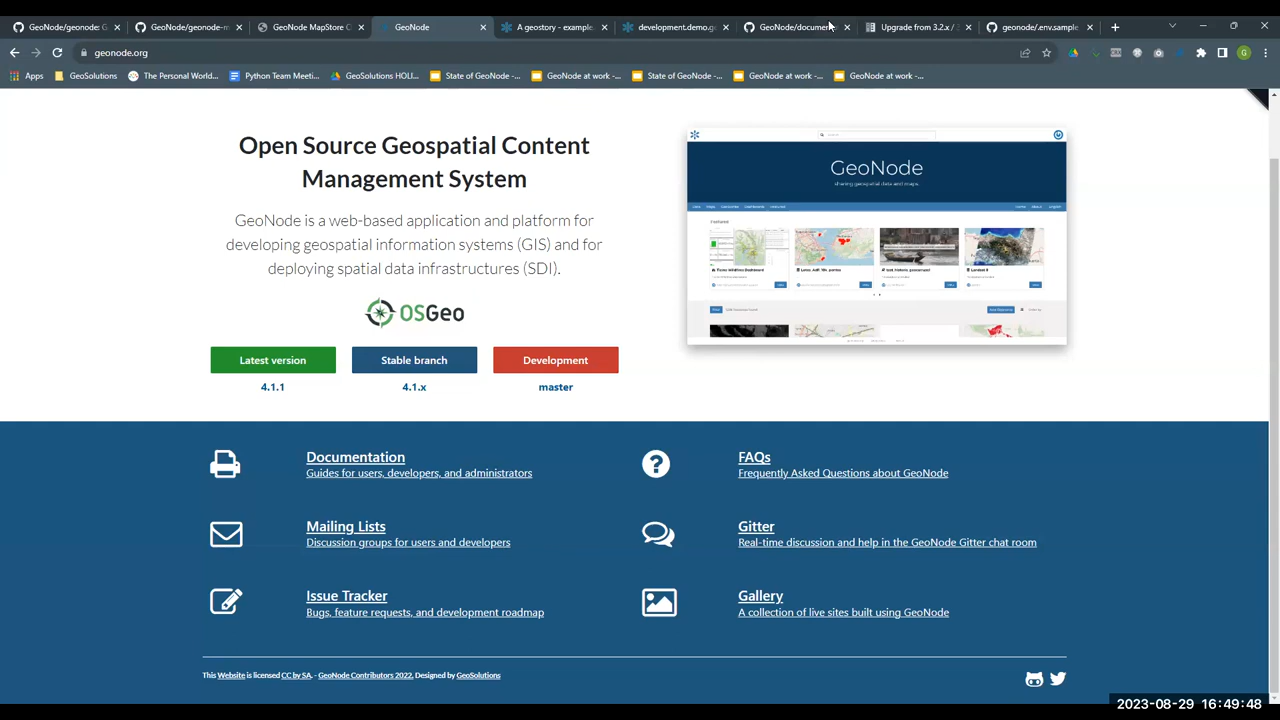 GeoNode/geonode: G
GeoNode/geonode-m
GeoNode MapStore C
GeoNode
A geostory - example
development.demo.ge
GeoNode/document
Upgrade from 3.2.x / 3
geonode/.env.sample
geonode.org
Apps
GeoSolutions
The Personal World...
Python Team Meeti...
GeoSolutions HOLI...
State of GeoNode -...
GeoNode at work -...
State of GeoNode -...
GeoNode at work -...
GeoNode at work -...
Open Source Geospatial Content
Management System
GeoNode is a web-based application and platform for
developing geospatial information systems (GIS) and for
deploying spatial data infrastructures (SDI).
OSGeo
Latest version
Stable branch
Development
4.1.1
4.1.x
master
GeoNode
sharing geospatial data and maps
Documentation
Guides for users, developers, and administrators
FAQs
Frequently Asked Questions about GeoNode
Mailing Lists
Discussion groups for users and developers
Gitter
Real-time discussion and help in the GeoNode Gitter chat room
Issue Tracker
Bugs, feature requests, and development roadmap
Gallery
A collection of live sites built using GeoNode
This Website is licensed CC by SA. - GeoNode Contributors 2022. Designed by GeoSolutions
2023-08-29 16:49:48